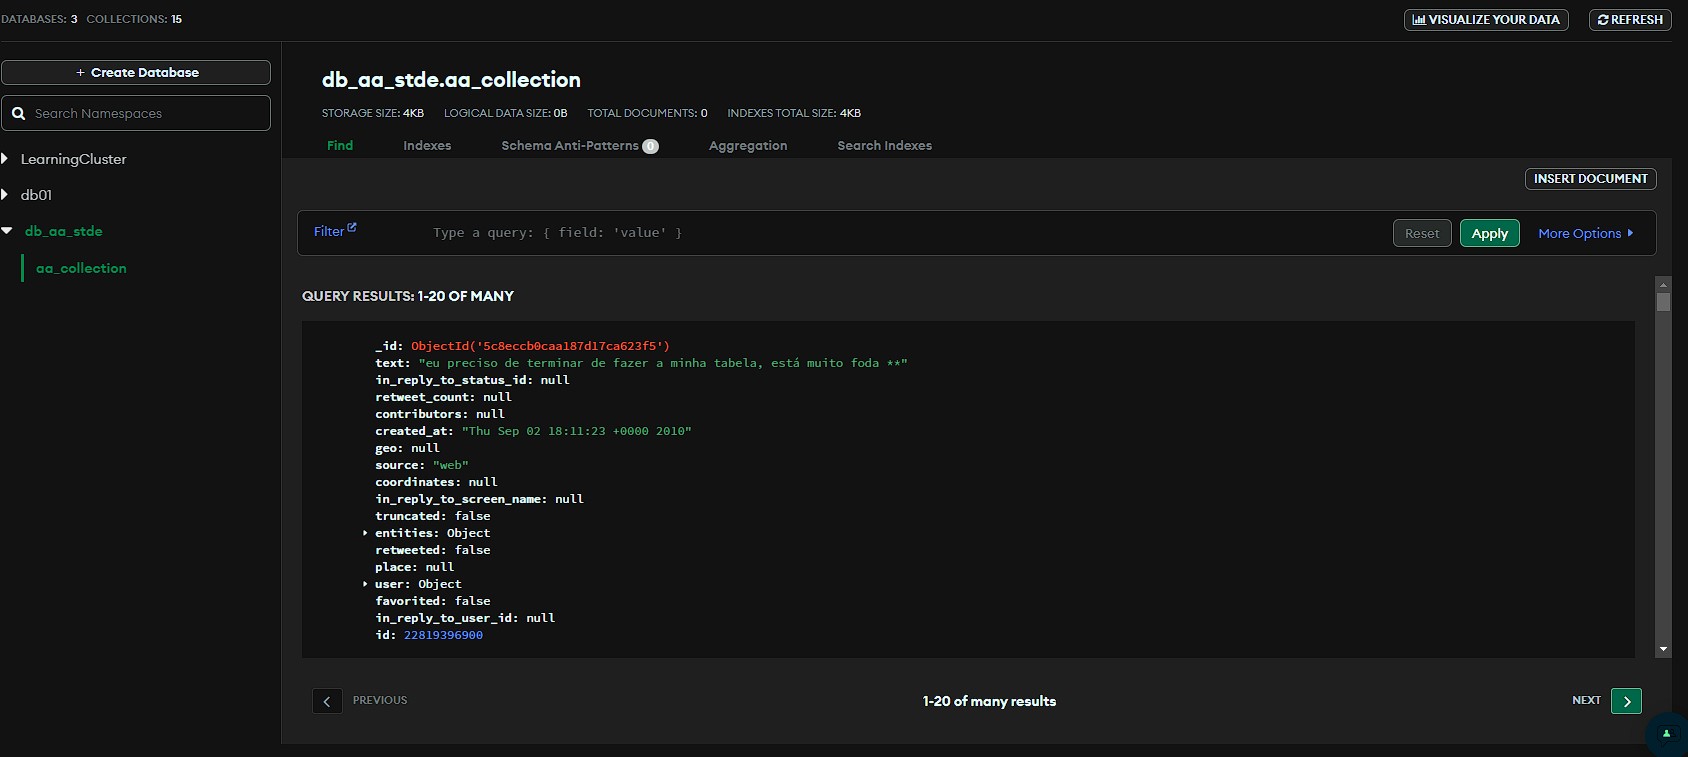 DATABASES: 3 COLLECTIONS: 15
VISUALIZE YOUR DATA
REFRESH
+ Create Database
Search Namespaces
LearningCluster
db01
db_aa_stde
aa_collection
db_aa_stde.aa_collection
STORAGE SIZE: 4KB LOGICAL DATA SIZE: 0B TOTAL DOCUMENTS: 0 INDEXES TOTAL SIZE: 4KB
Find Indexes Schema Anti-Patterns 0 Aggregation Search Indexes
INSERT DOCUMENT
Filter Type a query: { field: 'value' } Reset Apply More Options
QUERY RESULTS: 1-20 OF MANY
_id: ObjectId('5c8eccb0caa187d17ca623f5')
text: "eu preciso de terminar de fazer a minha tabela, está muito foda **"
in_reply_to_status_id: null
retweet_count: null
contributors: null
created_at: "Thu Sep 02 18:11:23 +0000 2010"
geo: null
source: "web"
coordinates: null
in_reply_to_screen_name: null
truncated: false
entities: Object
retweeted: false
place: null
user: Object
favorited: false
in_reply_to_user_id: null
id: 22819396900
PREVIOUS 1-20 of many results NEXT